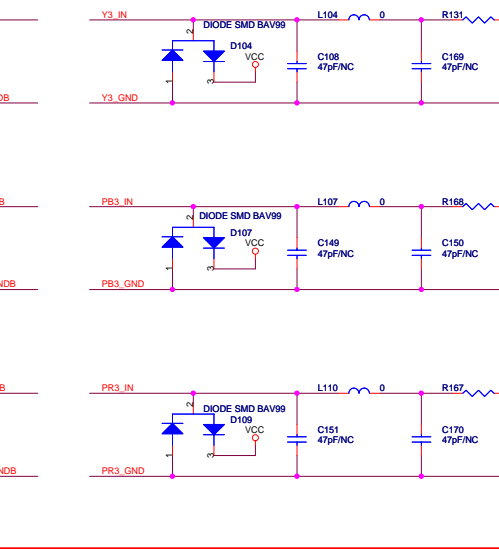 Y3_IN L104 0 R131
DIODE SMD BAV99
2 D104
VCC C108 C169
47pF/NC 47pF/NC
1 3
DB Y3_GND
B PB3_IN L107 0 R168
DIODE SMD BAV99
2 D107
VCC C149 C150
47pF/NC 47pF/NC
1 3
NDB PB3_GND
B PR3_IN L110 0 R167
DIODE SMD BAV99
2 D109
VCC C151 C170
47pF/NC 47pF/NC
1 3
NDB PR3_GND